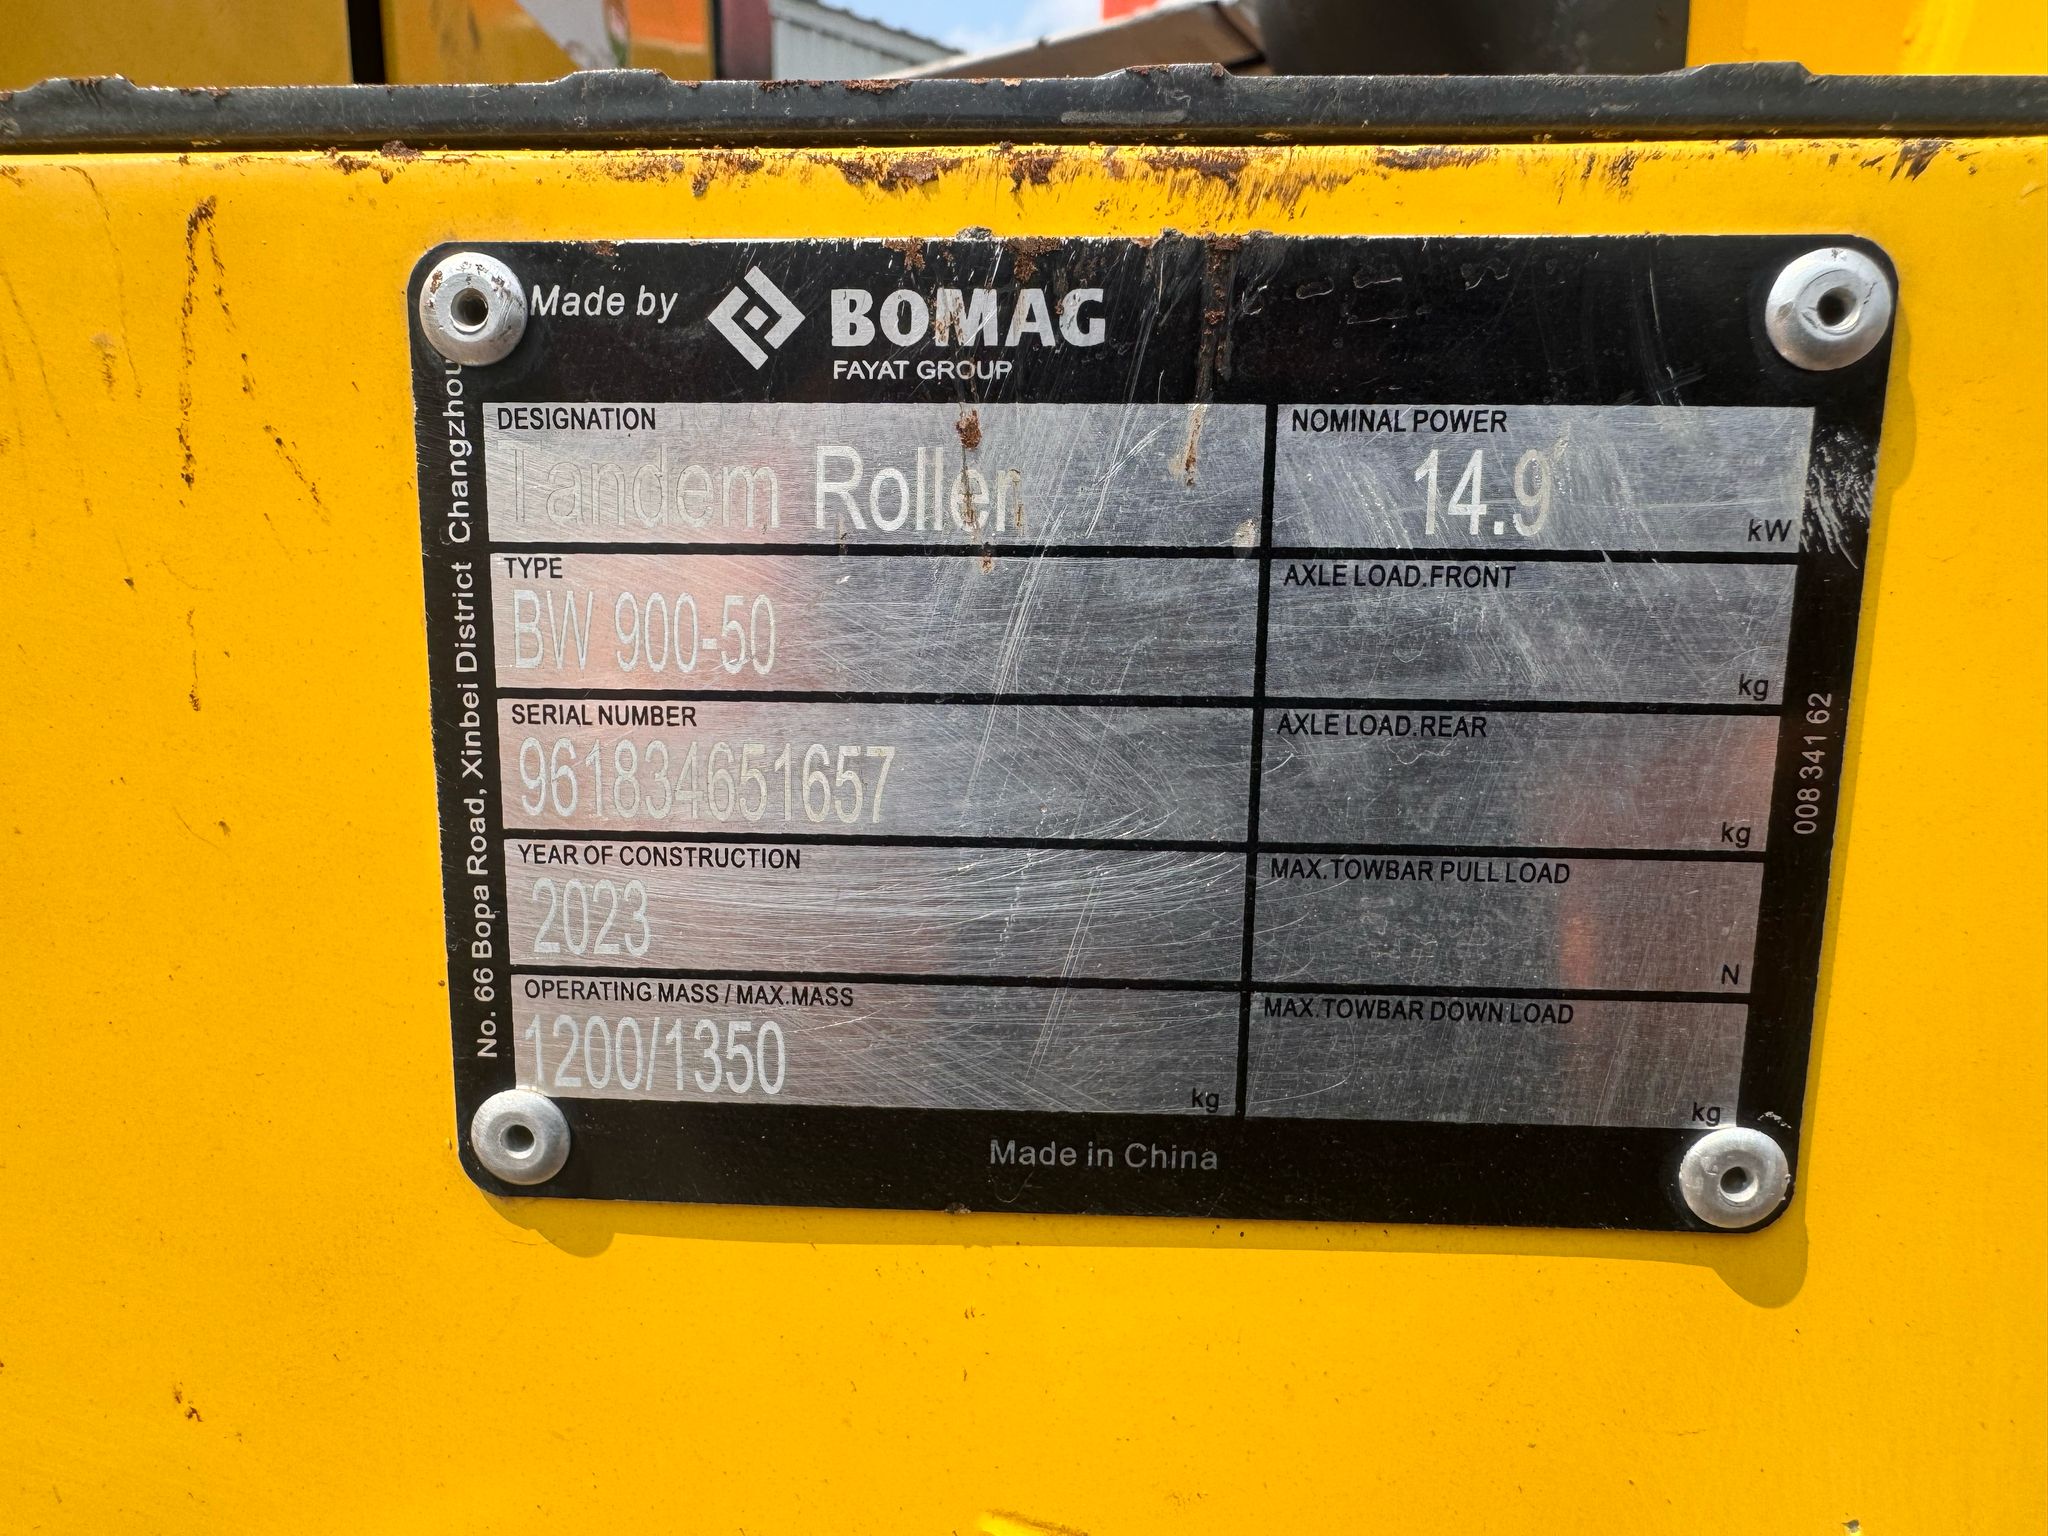 Made by BOMAG
FAYAT GROUP
DESIGNATION
Tandem Roller
NOMINAL POWER
14.9
kW
TYPE
BW 900-50
AXLE LOAD.FRONT
kg
SERIAL NUMBER
961834651657
AXLE LOAD.REAR
kg
YEAR OF CONSTRUCTION
2023
MAX.TOWBAR PULL LOAD
N
OPERATING MASS / MAX.MASS
1200/1350
kg
MAX.TOWBAR DOWN LOAD
kg
Made in China
No. 66 Bopa Road, Xinbei District Changzhou
008 341 62